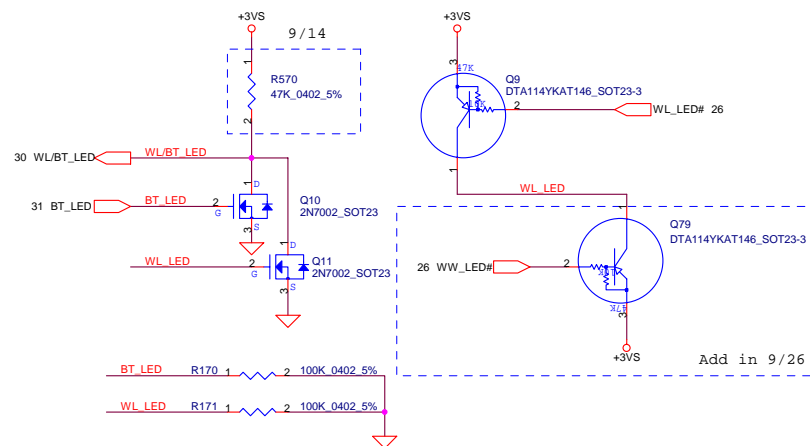 +3VS
9/14
1
R570
47K_0402_5%
2
30 WL/BT_LED
WL/BT_LED
1
D
31 BT_LED
BT_LED
2
G
Q10
2N7002_SOT23
3
S
1
D
WL_LED
2
G
Q11
2N7002_SOT23
3
S
BT_LED
R170
1
2
100K_0402_5%
WL_LED
R171
1
2
100K_0402_5%
+3VS
3
47K
Q9
DTA114YKAT146_SOT23-3
10K
2
WL_LED# 26
1
WL_LED
1
Q79
DTA114YKAT146_SOT23-3
26 WW_LED#
2
10K
47K
3
+3VS
Add in 9/26